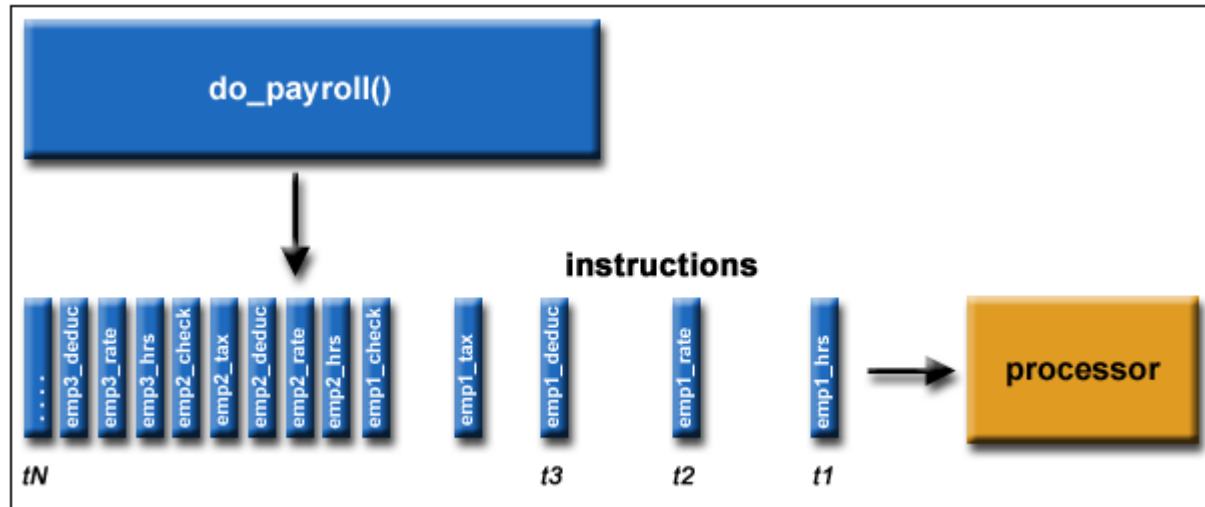 do_payroll()
instructions
....
emp3_deduc
emp3_rate
emp3_hrs
emp2_check
emp2_tax
emp2_deduc
emp2_rate
emp2_hrs
emp1_check
emp1_tax
emp1_deduc
emp1_rate
emp1_hrs
processor
tN
t3
t2
t1